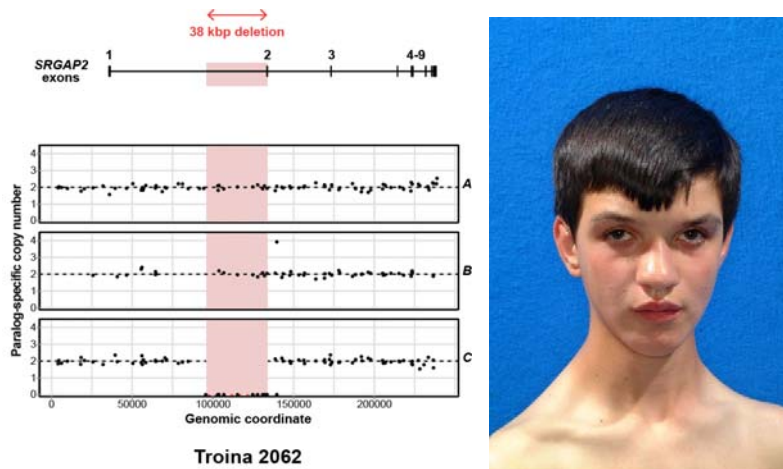 38 kbp deletion
1 2 3 4-9
SRGAP2
exons
Paralog-specific copy number
4
3
2
1
0
A
4
3
2
1
0
B
4
3
2
1
0
C
0 50000 100000 150000 200000
Genomic coordinate
Troina 2062